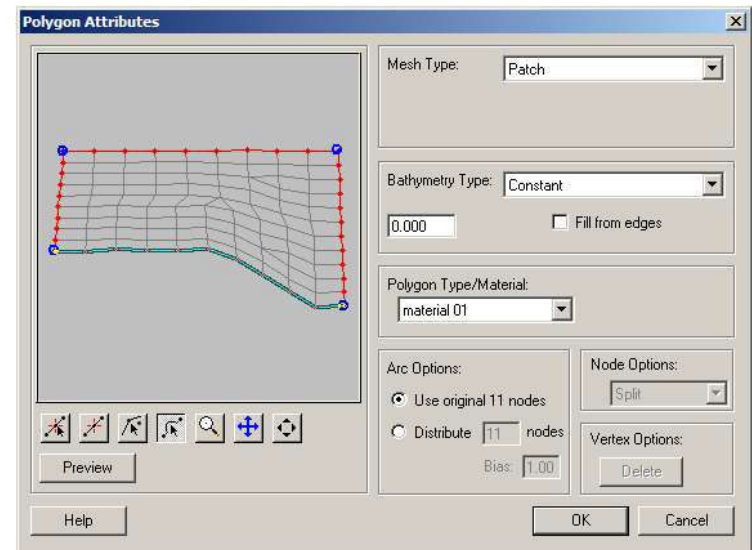 Polygon Attributes
Mesh Type: Patch
Bathymetry Type: Constant
0.000 Fill from edges
Polygon Type/Material:
material 01
Arc Options:
Use original 11 nodes
Distribute 11 nodes
Bias: 1.00
Node Options:
Split
Vertex Options:
Delete
Preview
Help
OK
Cancel